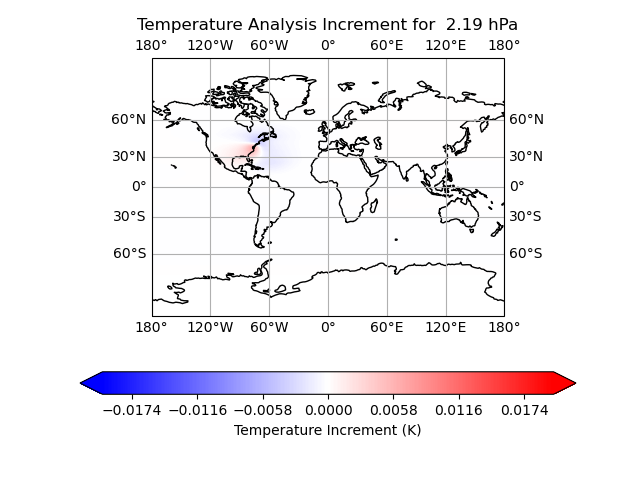 Temperature Analysis Increment for  2.19 hPa
180° 120°W 60°W 0° 60°E 120°E 180°
60°N 60°N
30°N 30°N
0° 0°
30°S 30°S
60°S 60°S
180° 120°W 60°W 0° 60°E 120°E 180°
−0.0174 −0.0116 −0.0058 0.0000 0.0058 0.0116 0.0174
Temperature Increment (K)